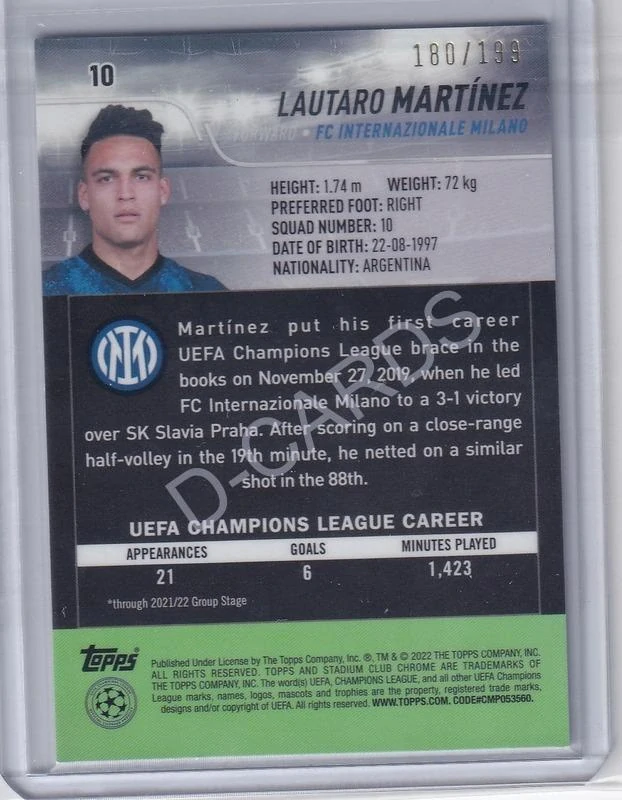 10
180/199
LAUTARO MARTÍNEZ
FORWARD • FC INTERNAZIONALE MILANO
HEIGHT: 1.74 m WEIGHT: 72 kg
PREFERRED FOOT: RIGHT
SQUAD NUMBER: 10
DATE OF BIRTH: 22-08-1997
NATIONALITY: ARGENTINA
Martínez put his first career
UEFA Champions League brace in the
books on November 27, 2019, when he led
FC Internazionale Milano to a 3-1 victory
over SK Slavia Praha. After scoring on a close-range
half-volley in the 19th minute, he netted on a similar
shot in the 88th.
D-CARDS
UEFA CHAMPIONS LEAGUE CAREER
APPEARANCES GOALS MINUTES PLAYED
21 6 1,423
*through 2021/22 Group Stage
topps
Published Under License by The Topps Company, Inc. ®, TM & © 2022 THE TOPPS COMPANY, INC.
ALL RIGHTS RESERVED. TOPPS AND STADIUM CLUB CHROME ARE TRADEMARKS OF
THE TOPPS COMPANY, INC. The word(s) UEFA, CHAMPIONS LEAGUE, and all other UEFA Champions
League marks, names, logos, mascots and trophies are the property, registered trade marks,
designs and/or copyright of UEFA. All rights reserved. WWW.TOPPS.COM. CODE#CMP053560.